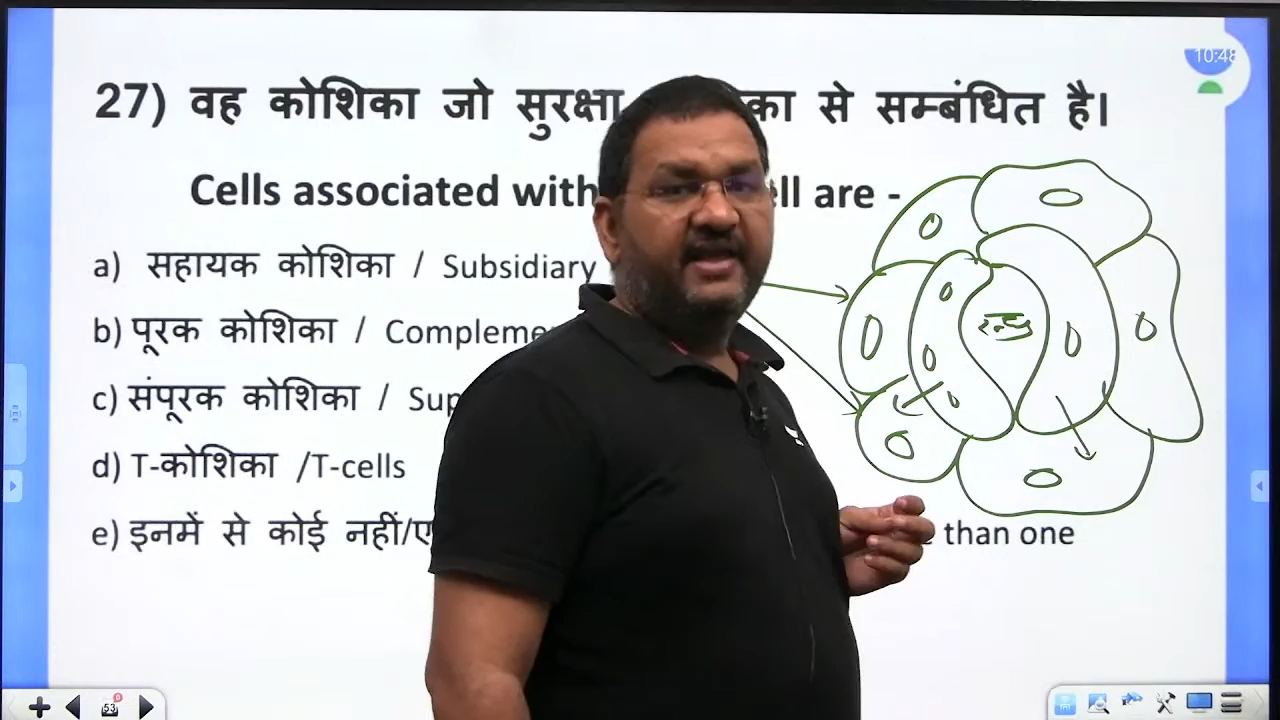 10:48
27) वह कोशिका जो सुरक्षा का से सम्बंधित है।
Cells associated with ll are -
a) सहायक कोशिका / Subsidiary
b) पूरक कोशिका / Compleme
c) संपूरक कोशिका / Sup
d) T-कोशिका /T-cells
e) इनमें से कोई नहीं/ए than one
53